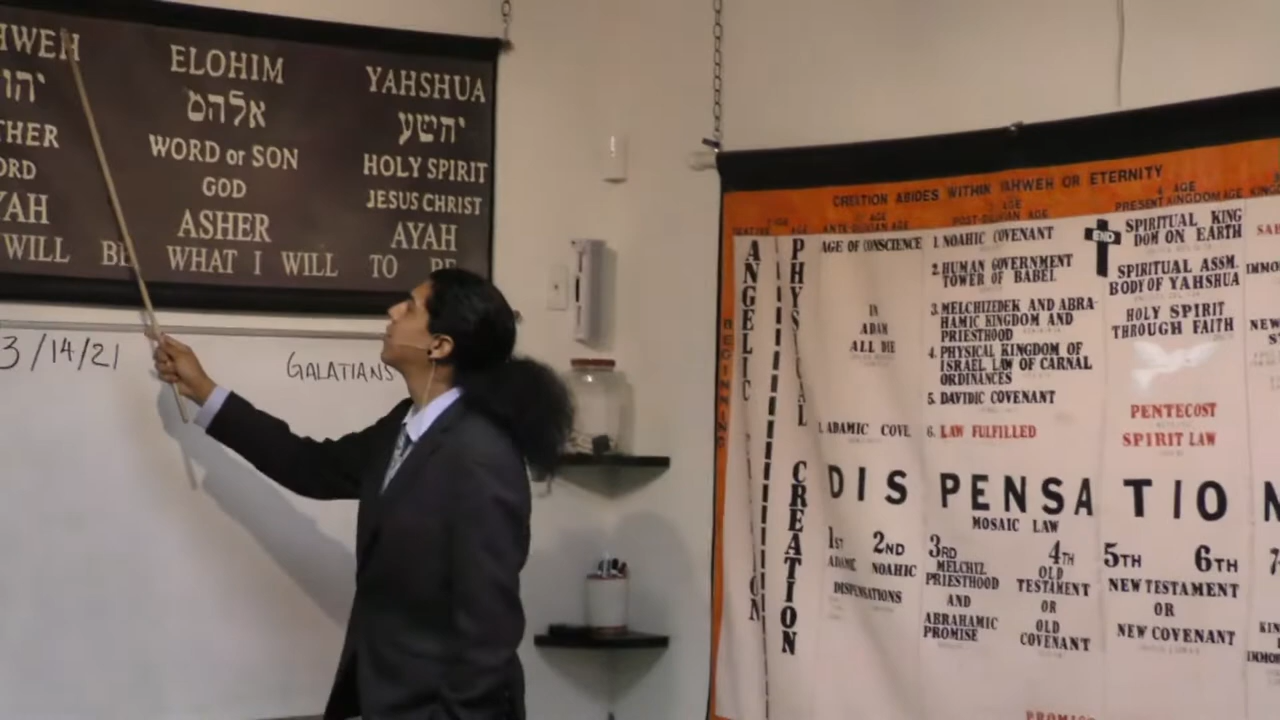 HWEH
יהו
THER
ORD
YAH
ELOHIM
אלהם
WORD or SON
GOD
ASHER
YAHSHUA
יהשע
HOLY SPIRIT
JESUS CHRIST
AYAH
WILL BE WHAT I WILL TO BE
3/14/21
GALATIANS
CREATION ABIDES WITHIN YAHWEH OR ETERNITY
AGE
ANTE-DILUVIAN AGE
AGE
POST-DILUVIAN AGE
AGE
PRESENT KINGDOM AGE
BEGINNING
ANGELIC
ON
PHYSICAL CREATION
AGE OF CONSCIENCE
IN
ADAM
ALL DIE
1. ADAMIC COVE.
1. NOAHIC COVENANT
2. HUMAN GOVERNMENT
TOWER OF BABEL
3. MELCHIZEDEK AND ABRA-
HAMIC KINGDOM AND
PRIESTHOOD
4. PHYSICAL KINGDOM OF
ISRAEL LAW OF CARNAL
ORDINANCES
5. DAVIDIC COVENANT
6. LAW FULFILLED
END
SPIRITUAL KING
DOM ON EARTH
SPIRITUAL ASSM.
BODY OF YAHSHUA
HOLY SPIRIT
THROUGH FAITH
PENTECOST
SPIRIT LAW
DISPENSATION
MOSAIC LAW
1ST 2ND 3RD 4TH 5TH 6TH 7
ADAMIC NOAHIC
DISPENSATIONS
MELCHIZ
PRIESTHOOD
AND
ABRAHAMIC
PROMISE
OLD
TESTAMENT
OR
OLD
COVENANT
NEW TESTAMENT
OR
NEW COVENANT